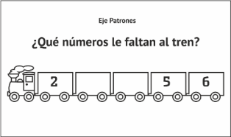 Eje Patrones
¿Qué números le faltan al tren?
2 5 6